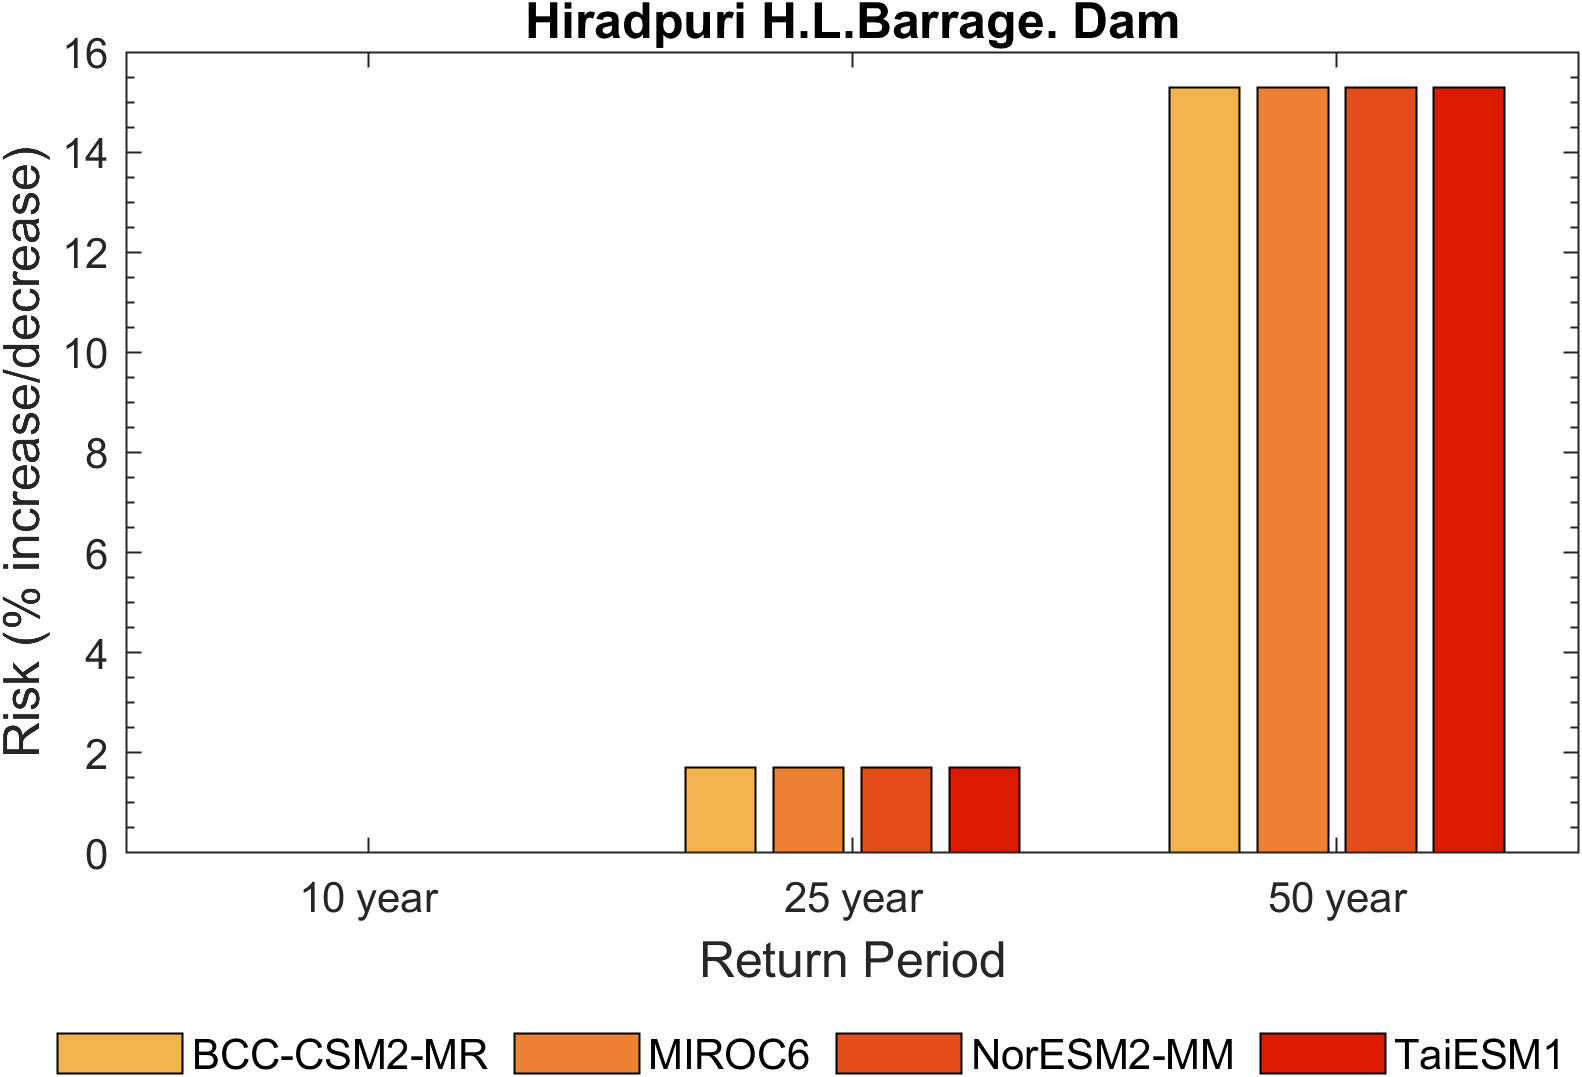 Hiradpuri H.L.Barrage. Dam
Risk (% increase/decrease)
16
14
12
10
8
6
4
2
0
10 year 25 year 50 year
Return Period
BCC-CSM2-MR MIROC6 NorESM2-MM TaiESM1